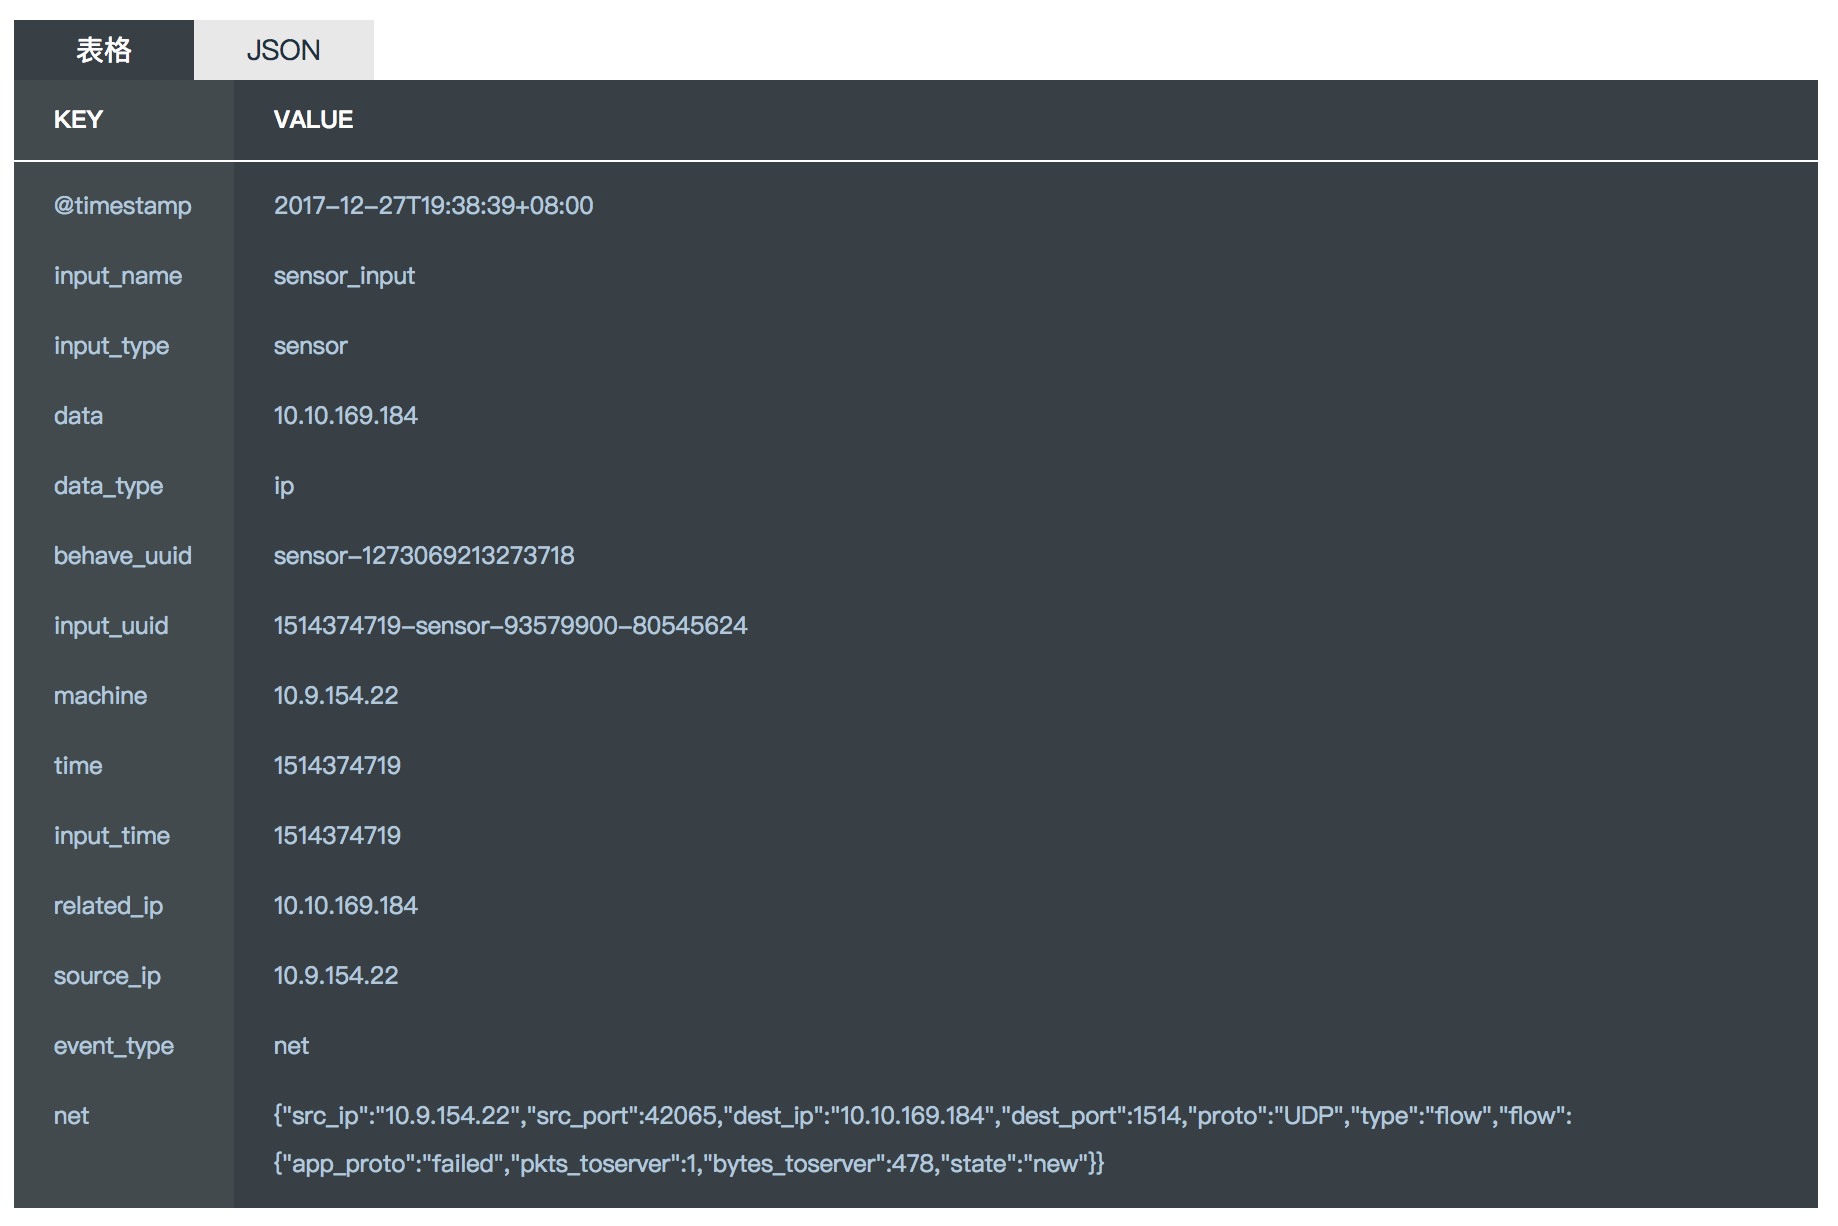 表格 JSON
KEY VALUE
@timestamp 2017-12-27T19:38:39+08:00
input_name sensor_input
input_type sensor
data 10.10.169.184
data_type ip
behave_uuid sensor-1273069213273718
input_uuid 1514374719-sensor-93579900-80545624
machine 10.9.154.22
time 1514374719
input_time 1514374719
related_ip 10.10.169.184
source_ip 10.9.154.22
event_type net
net {"src_ip":"10.9.154.22","src_port":42065,"dest_ip":"10.10.169.184","dest_port":1514,"proto":"UDP","type":"flow","flow":
{"app_proto":"failed","pkts_toserver":1,"bytes_toserver":478,"state":"new"}}